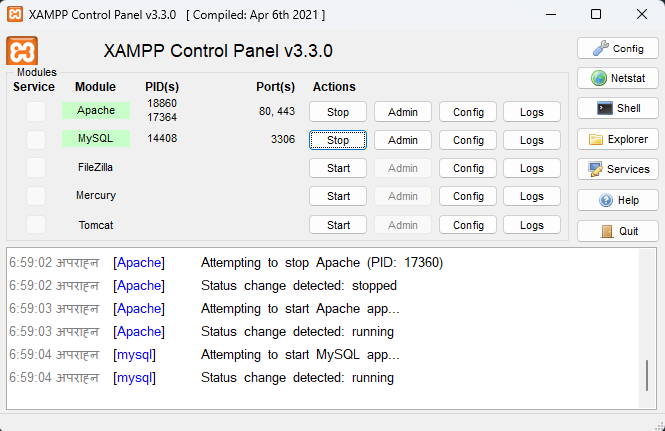 XAMPP Control Panel v3.3.0 [ Compiled: Apr 6th 2021 ]
XAMPP Control Panel v3.3.0
Config
Modules
Service Module PID(s) Port(s) Actions
Netstat
Apache 18860 17364 80, 443 Stop Admin Config Logs
Shell
MySQL 14408 3306 Stop Admin Config Logs
Explorer
FileZilla Start Admin Config Logs
Services
Mercury Start Admin Config Logs
Help
Tomcat Start Admin Config Logs
Quit
6:59:02 अपराह्न [Apache] Attempting to stop Apache (PID: 17360)
6:59:02 अपराह्न [Apache] Status change detected: stopped
6:59:03 अपराह्न [Apache] Attempting to start Apache app...
6:59:03 अपराह्न [Apache] Status change detected: running
6:59:04 अपराह्न [mysql] Attempting to start MySQL app...
6:59:04 अपराह्न [mysql] Status change detected: running